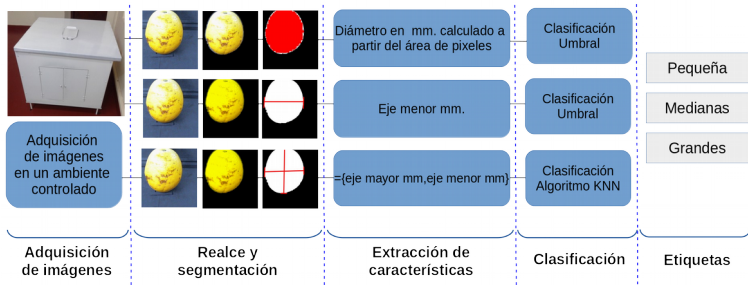 Diámetro en mm. calculado a
partir del área de pixeles
Clasificación
Umbral
Pequeña
Eje menor mm.
Clasificación
Umbral
Medianas
Adquisición
de imágenes
en un ambiente
controlado
={eje mayor mm,eje menor mm}
Clasificación
Algoritmo KNN
Grandes
Adquisición
de imágenes
Realce y
segmentación
Extracción de
características
Clasificación
Etiquetas